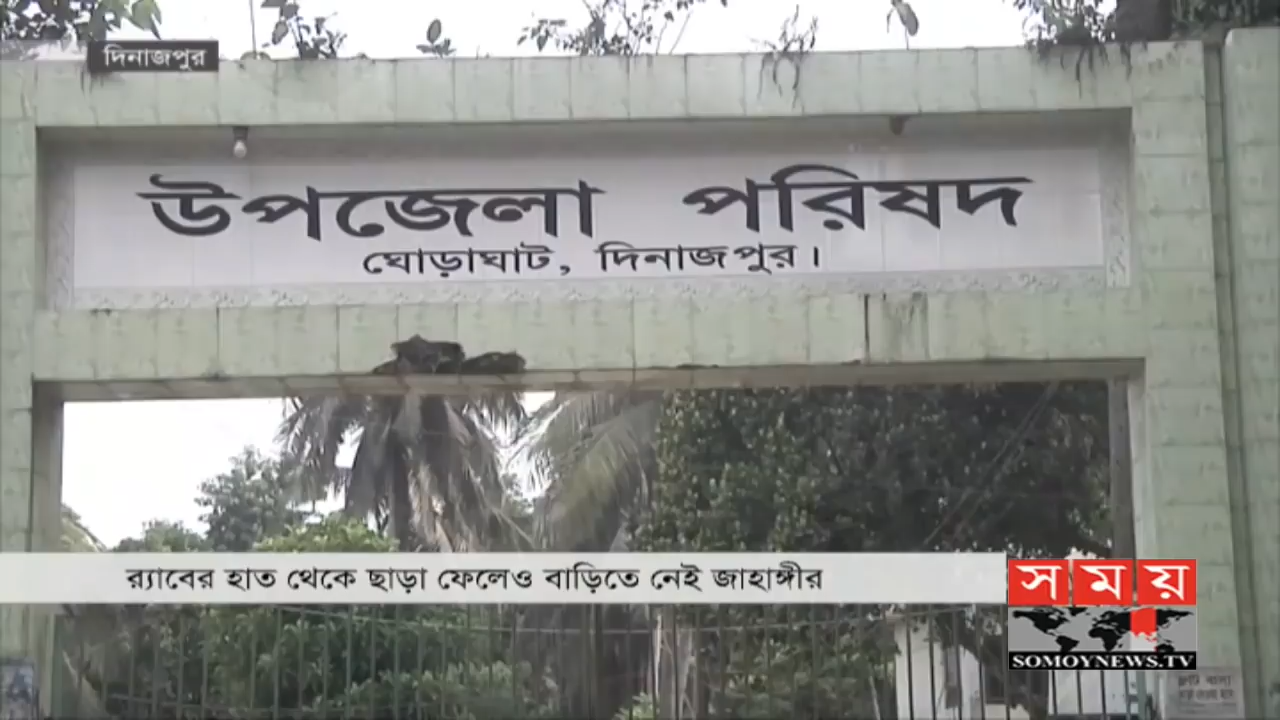 দিনাজপুর
উপজেলা পরিষদ
ঘোড়াঘাট, দিনাজপুর।
র‍্যাবের হাত থেকে ছাড়া ফেলেও বাড়িতে নেই জাহাঙ্গীর
সময়
SOMOYNEWS.TV